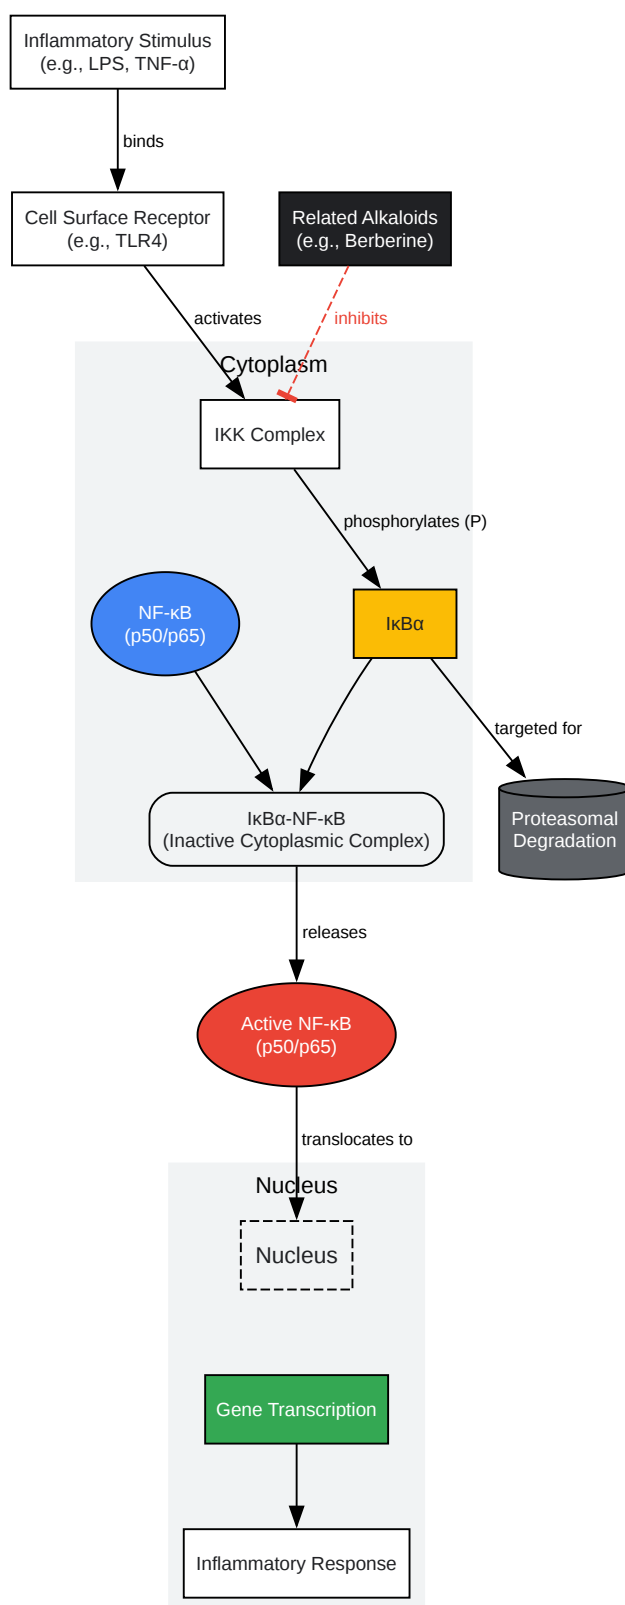 Inflammatory Stimulus
(e.g., LPS, TNF-α)
binds
Cell Surface Receptor
(e.g., TLR4)
Related Alkaloids
(e.g., Berberine)
activates
inhibits
Cytoplasm
IKK Complex
phosphorylates (P)
NF-κB
(p50/p65)
IκBα
targeted for
IκBα-NF-κB
(Inactive Cytoplasmic Complex)
Proteasomal
Degradation
releases
Active NF-κB
(p50/p65)
translocates to
Nucleus
Nucleus
Gene Transcription
Inflammatory Response